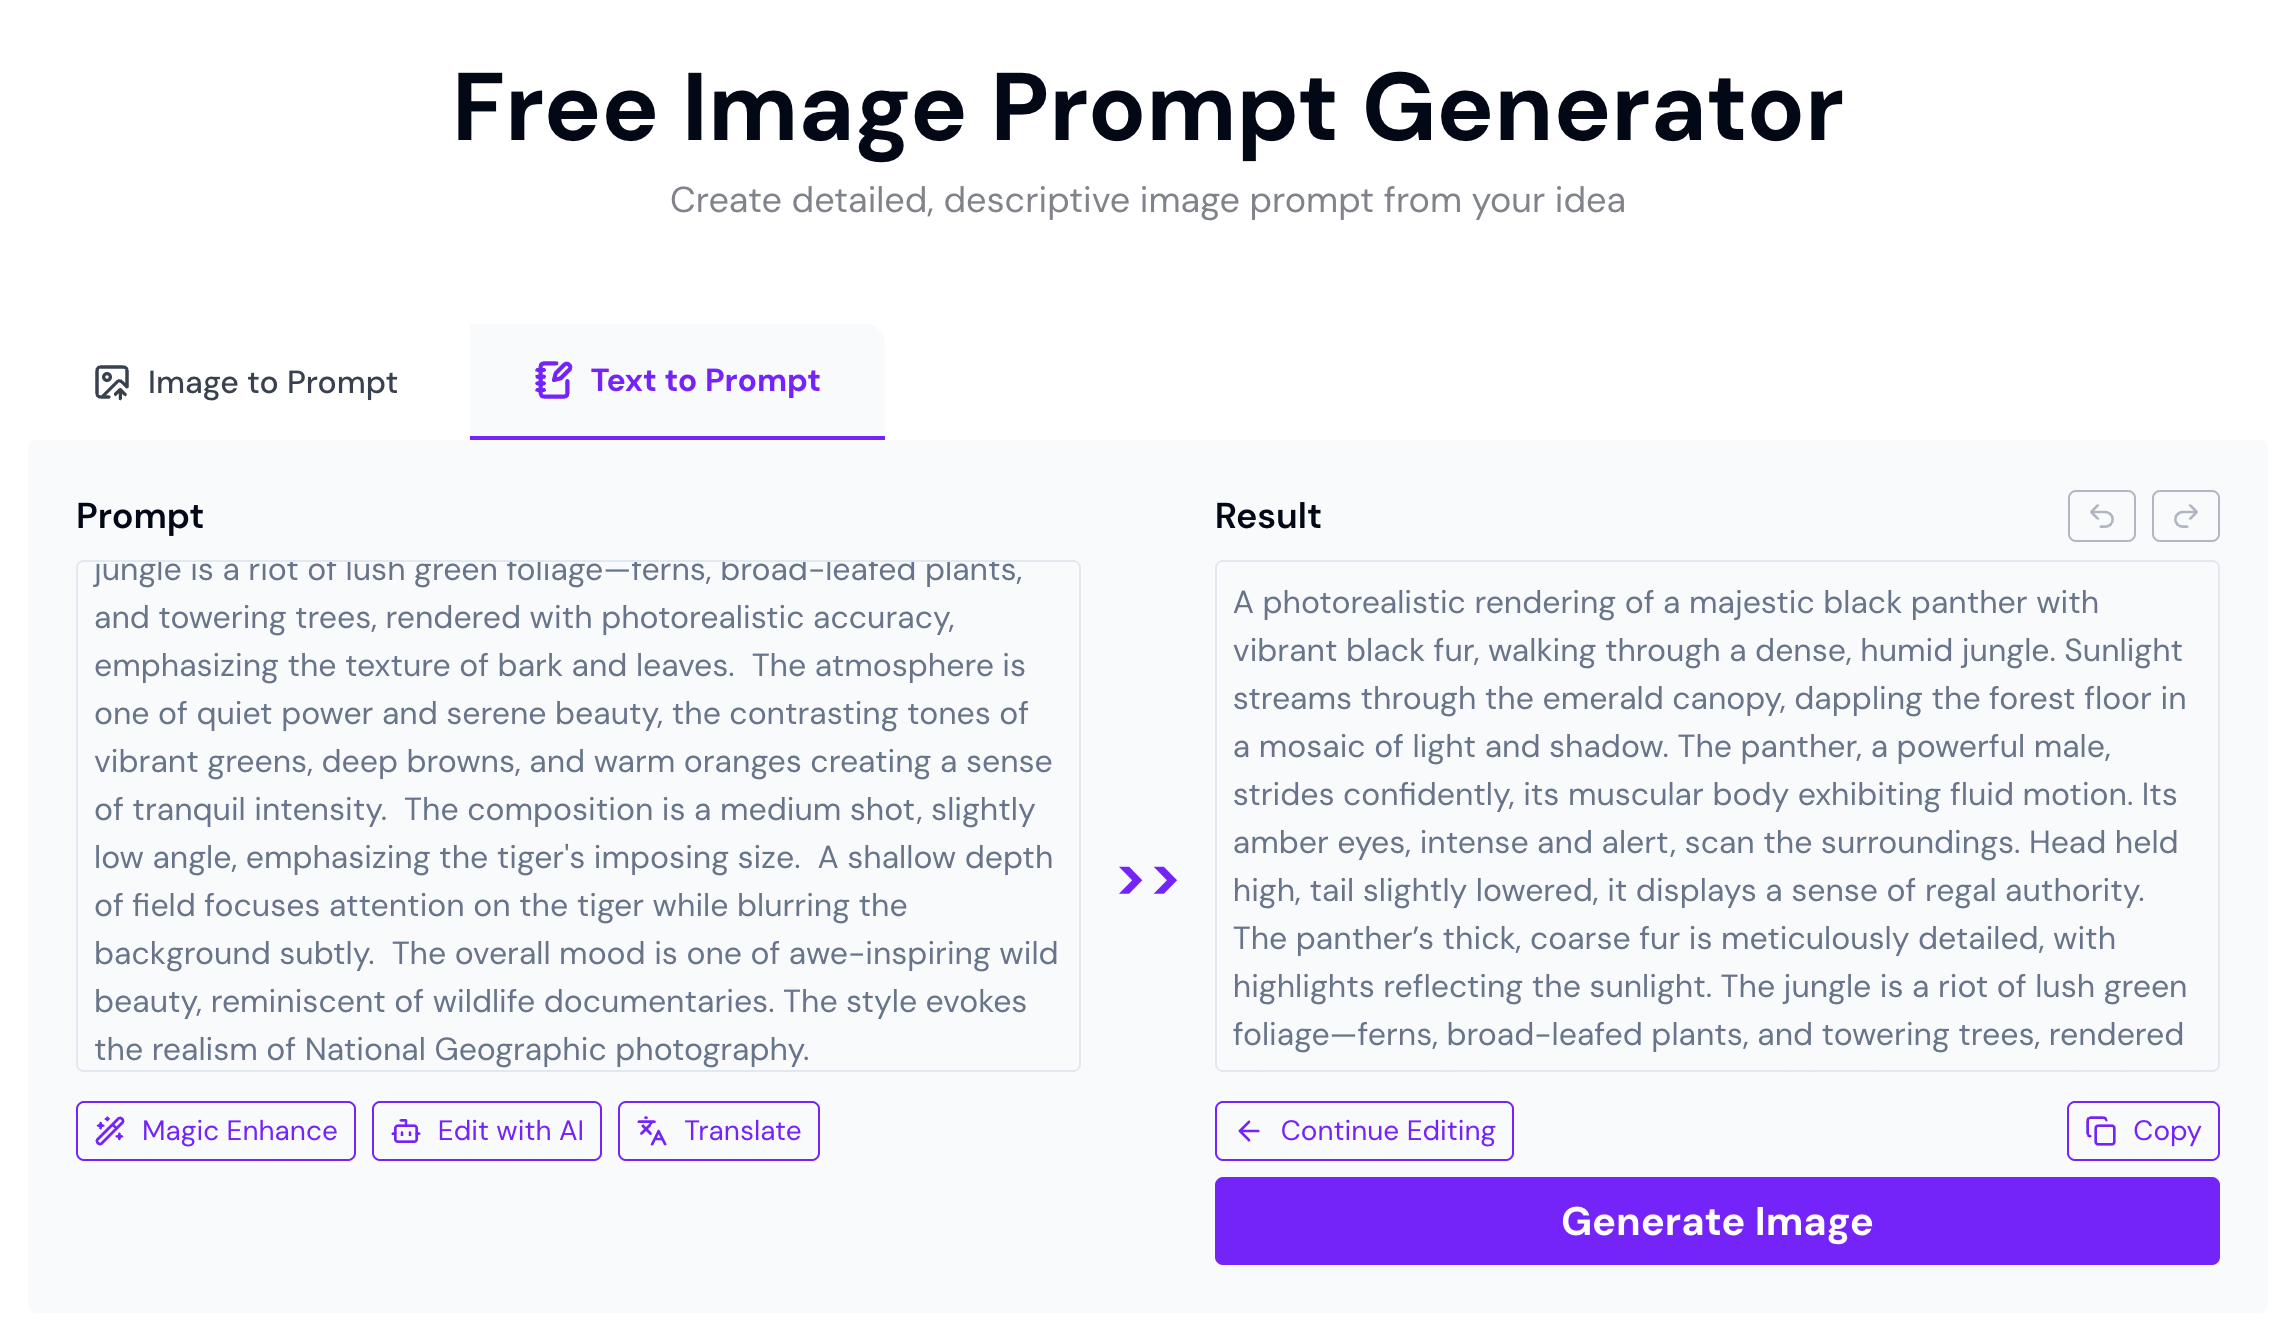 Free Image Prompt Generator
Create detailed, descriptive image prompt from your idea
Image to Prompt
Text to Prompt
Prompt
jungle is a riot of lush green foliage—ferns, broad-leafed plants,
and towering trees, rendered with photorealistic accuracy,
emphasizing the texture of bark and leaves.  The atmosphere is
one of quiet power and serene beauty, the contrasting tones of
vibrant greens, deep browns, and warm oranges creating a sense
of tranquil intensity.  The composition is a medium shot, slightly
low angle, emphasizing the tiger's imposing size.  A shallow depth
of field focuses attention on the tiger while blurring the
background subtly.  The overall mood is one of awe-inspiring wild
beauty, reminiscent of wildlife documentaries. The style evokes
the realism of National Geographic photography.
Magic Enhance
Edit with AI
Translate
Result
A photorealistic rendering of a majestic black panther with
vibrant black fur, walking through a dense, humid jungle. Sunlight
streams through the emerald canopy, dappling the forest floor in
a mosaic of light and shadow. The panther, a powerful male,
strides confidently, its muscular body exhibiting fluid motion. Its
amber eyes, intense and alert, scan the surroundings. Head held
high, tail slightly lowered, it displays a sense of regal authority.
The panther’s thick, coarse fur is meticulously detailed, with
highlights reflecting the sunlight. The jungle is a riot of lush green
foliage—ferns, broad-leafed plants, and towering trees, rendered
Continue Editing
Copy
Generate Image